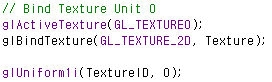 // Bind Texture Unit 0
glActiveTexture(GL_TEXTURE0);
glBindTexture(GL_TEXTURE_2D, Texture);
glUniform1i(TextureID, 0);